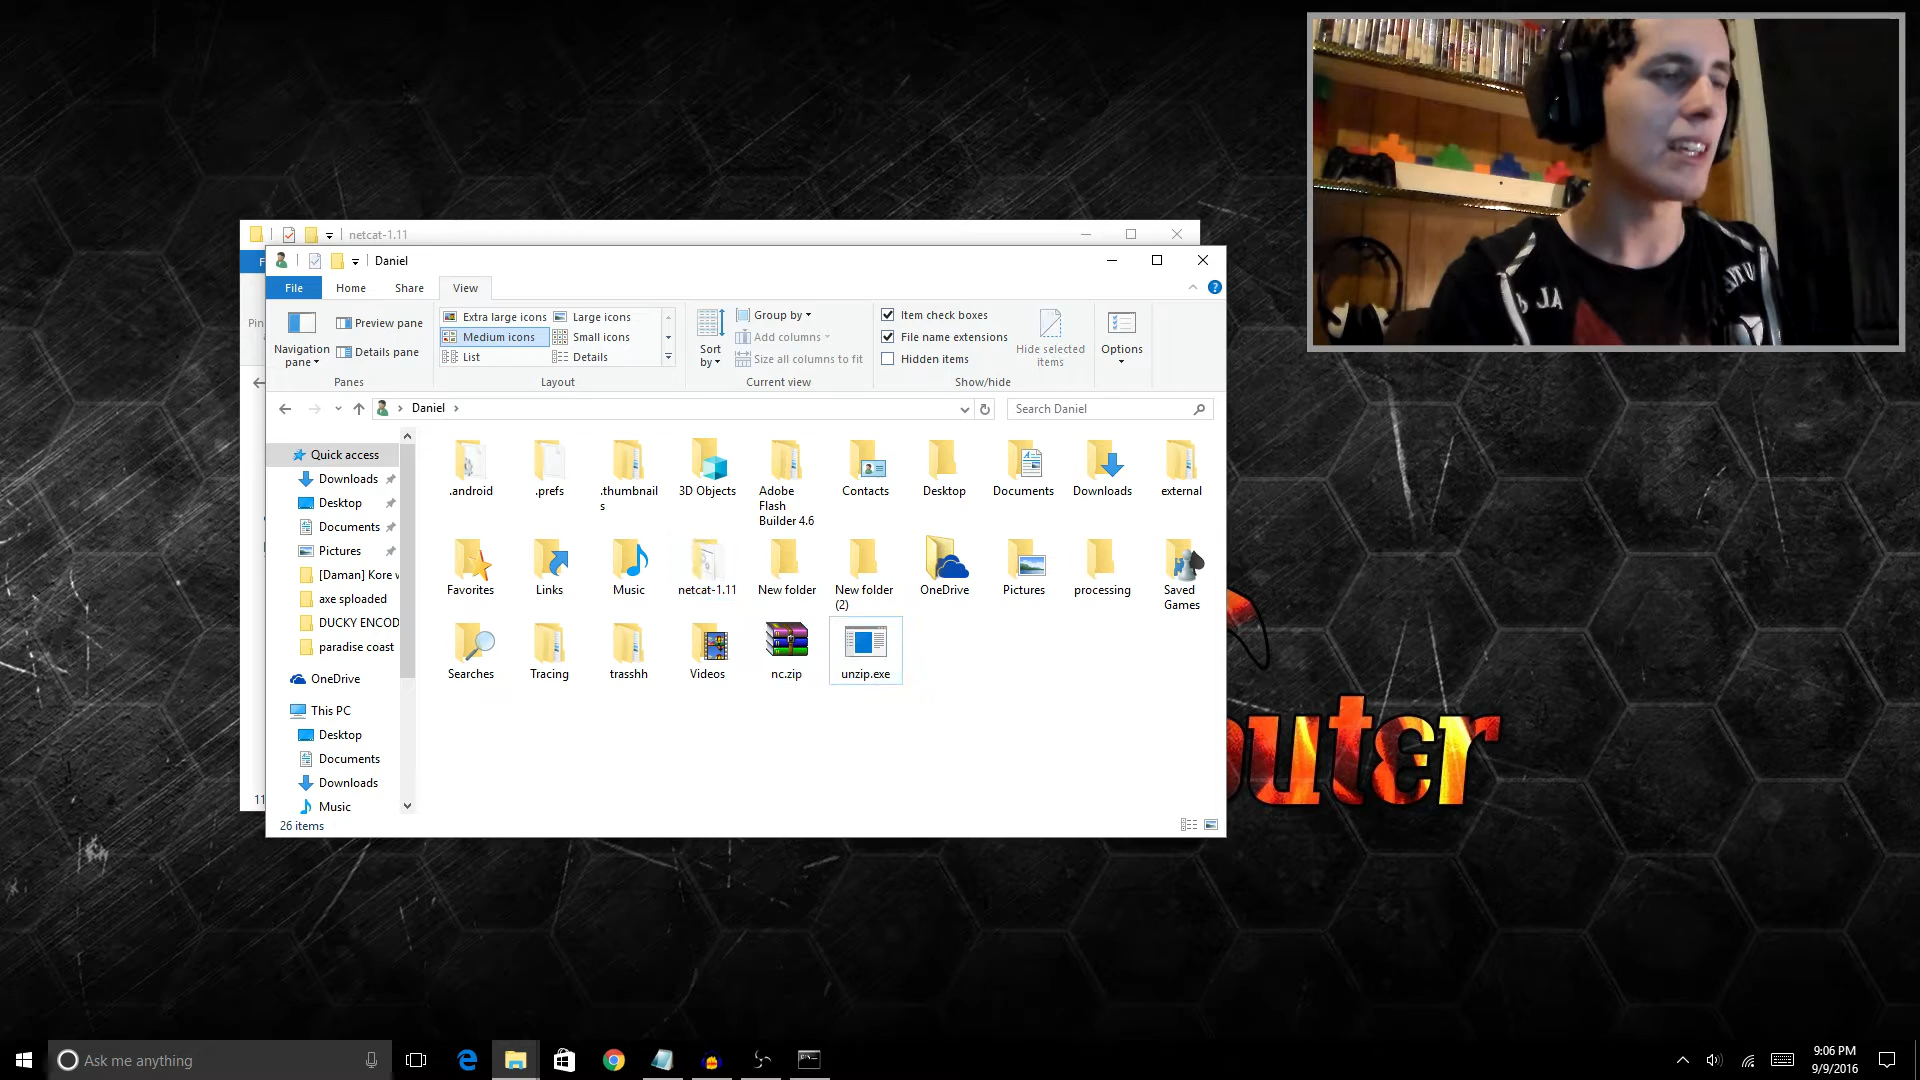 netcat-1.11
Daniel
File
Home
Share
View
Navigation pane
Preview pane
Details pane
Panes
Extra large icons
Large icons
Medium icons
Small icons
List
Details
Layout
Sort by
Group by
Add columns
Size all columns to fit
Current view
Item check boxes
File name extensions
Hidden items
Hide selected items
Show/hide
Options
Daniel
Search Daniel
Quick access
Downloads
Desktop
Documents
Pictures
[Daman] Kore w
axe sploaded
DUCKY ENCOD
paradise coast
OneDrive
This PC
Desktop
Documents
Downloads
Music
.android
.prefs
.thumbnails
3D Objects
Adobe Flash Builder 4.6
Contacts
Desktop
Documents
Downloads
external
Favorites
Links
Music
netcat-1.11
New folder
New folder (2)
OneDrive
Pictures
processing
Saved Games
Searches
Tracing
trasshh
Videos
nc.zip
unzip.exe
26 items
Ask me anything
9:06 PM
9/9/2016